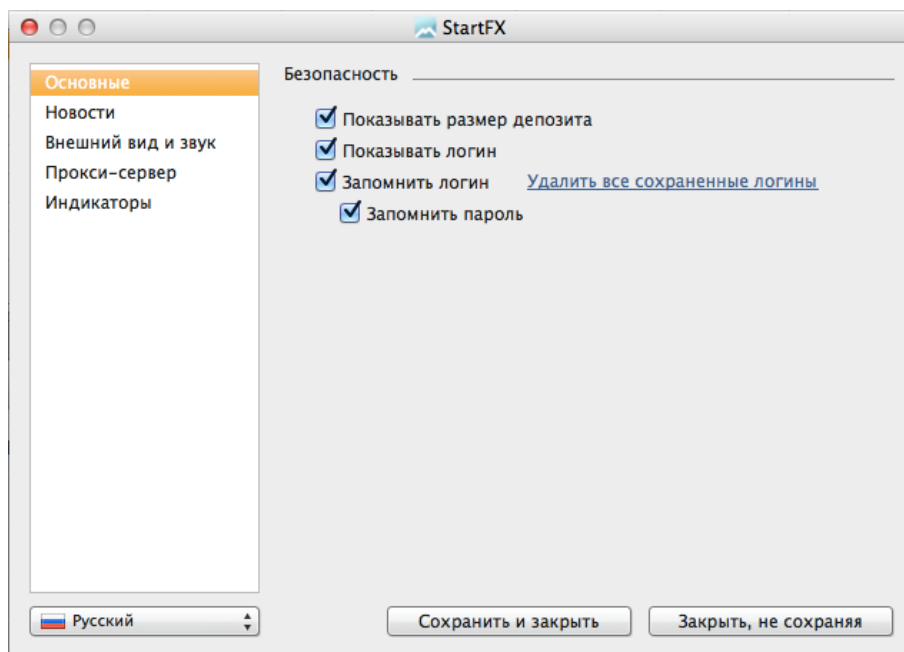 StartFX
Основные
Новости
Внешний вид и звук
Прокси-сервер
Индикаторы
Безопасность
Показывать размер депозита
Показывать логин
Запомнить логин Удалить все сохраненные логины
Запомнить пароль
Русский
Сохранить и закрыть
Закрыть, не сохраняя